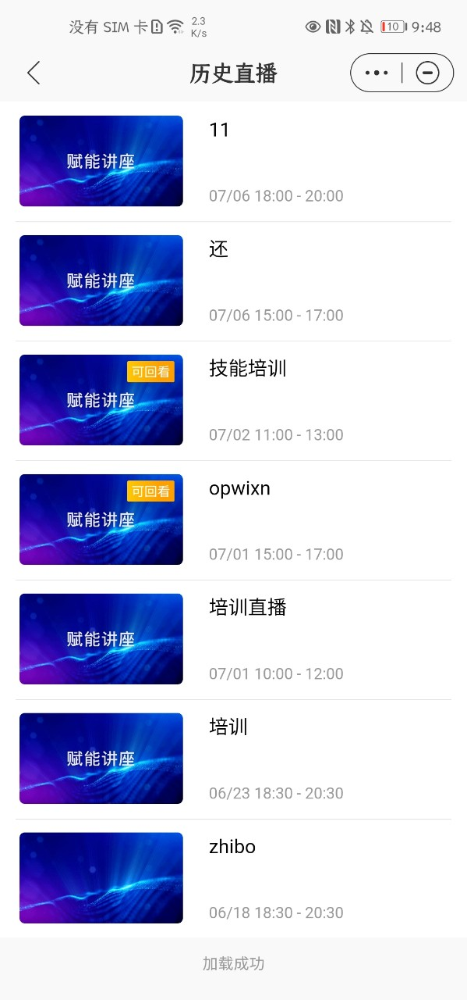 没有 SIM 卡 2.3 K/s 10 9:48
历史直播
赋能讲座
11
07/06 18:00 - 20:00
赋能讲座
还
07/06 15:00 - 17:00
可回看
赋能讲座
技能培训
07/02 11:00 - 13:00
可回看
赋能讲座
opwixn
07/01 15:00 - 17:00
赋能讲座
培训直播
07/01 10:00 - 12:00
赋能讲座
培训
06/23 18:30 - 20:30
zhibo
06/18 18:30 - 20:30
加载成功